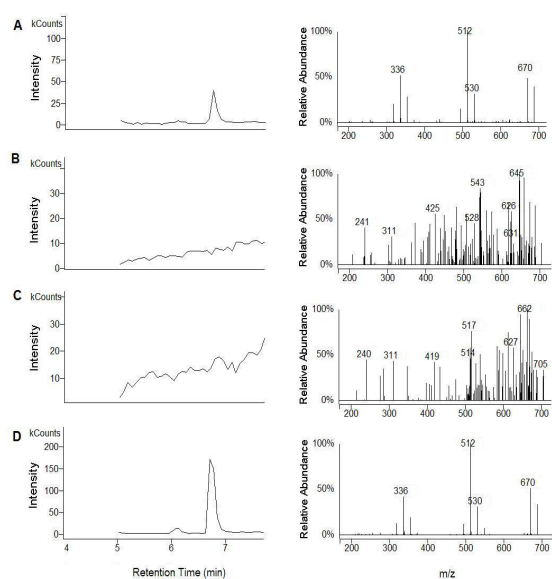 A
kCounts
Intensity
125
100
75
50
25
0
Relative Abundance
100%
50%
0%
336
512
530
670
200 300 400 500 600 700
B
kCounts
Intensity
30
20
10
Relative Abundance
100%
50%
0%
241
311
425
528
543
626
631
645
200 300 400 500 600 700
C
kCounts
Intensity
30
20
10
Relative Abundance
100%
50%
0%
240
311
419
514
517
627
662
705
200 300 400 500 600 700
D
kCounts
Intensity
200
150
100
50
0
4 5 6 7
Retention Time (min)
Relative Abundance
100%
50%
0%
336
512
530
670
200 300 400 500 600 700
m/z